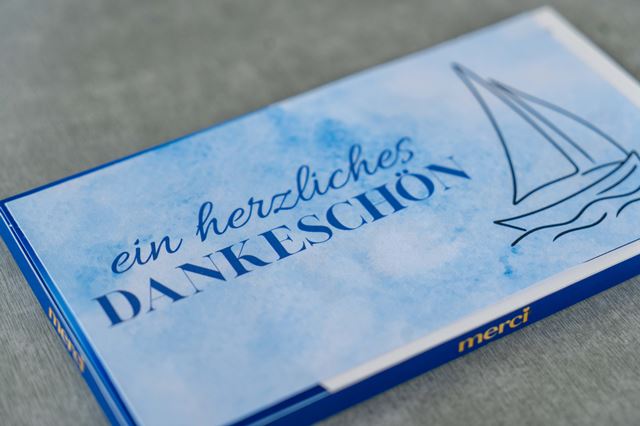 ein herzliches
DANKESCHÖN
merci
merci